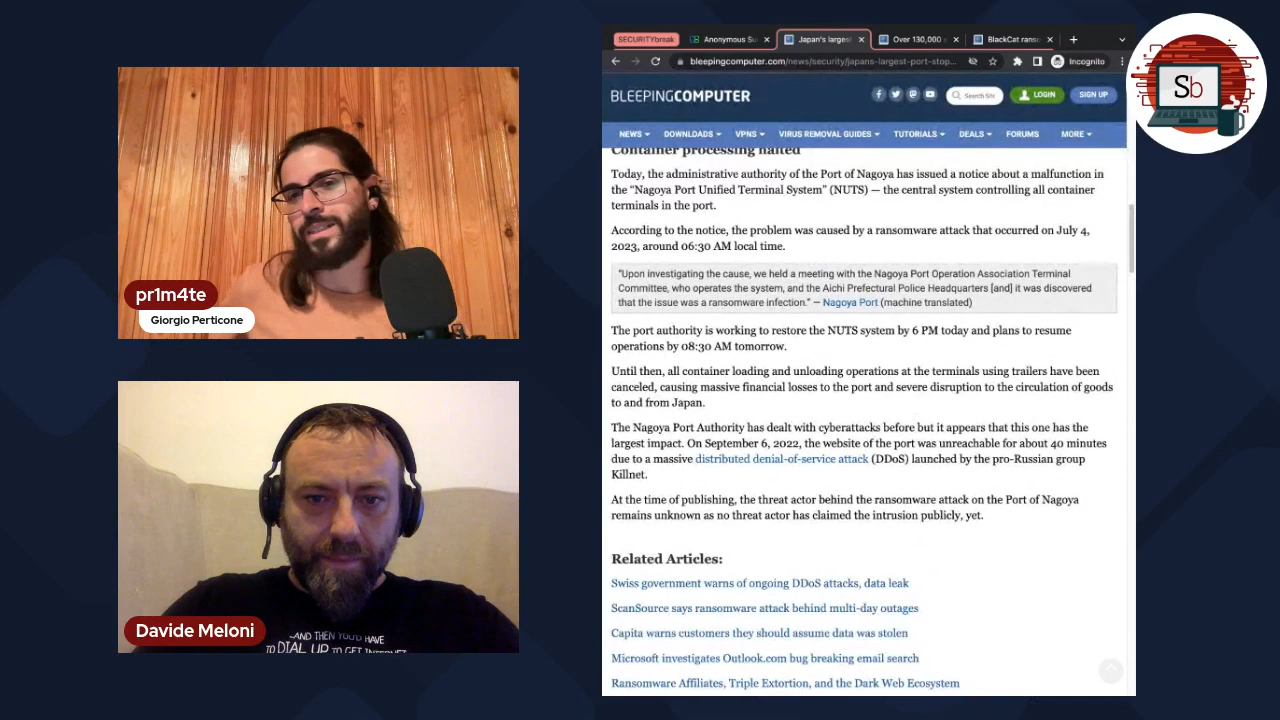 pr1m4te
Giorgio Perticone
Davide Meloni
...AND THEN YOU'D HAVE
TO DIAL UP TO GET INTERNET
SECURITYbreak
Anonymous Su
Japan's larges
Over 130,000
BlackCat rans
bleepingcomputer.com/news/security/japans-largest-port-stop...
Incognito
BLEEPINGCOMPUTER
Search Site
LOGIN
SIGN UP
NEWS
DOWNLOADS
VPNS
VIRUS REMOVAL GUIDES
TUTORIALS
DEALS
FORUMS
MORE
Container processing halted
Today, the administrative authority of the Port of Nagoya has issued a notice about a malfunction in
the “Nagoya Port Unified Terminal System” (NUTS) — the central system controlling all container
terminals in the port.
According to the notice, the problem was caused by a ransomware attack that occurred on July 4,
2023, around 06:30 AM local time.
“Upon investigating the cause, we held a meeting with the Nagoya Port Operation Association Terminal
Committee, who operates the system, and the Aichi Prefectural Police Headquarters [and] it was discovered
that the issue was a ransomware infection.” — Nagoya Port (machine translated)
The port authority is working to restore the NUTS system by 6 PM today and plans to resume
operations by 08:30 AM tomorrow.
Until then, all container loading and unloading operations at the terminals using trailers have been
canceled, causing massive financial losses to the port and severe disruption to the circulation of goods
to and from Japan.
The Nagoya Port Authority has dealt with cyberattacks before but it appears that this one has the
largest impact. On September 6, 2022, the website of the port was unreachable for about 40 minutes
due to a massive distributed denial-of-service attack (DDoS) launched by the pro-Russian group
Killnet.
At the time of publishing, the threat actor behind the ransomware attack on the Port of Nagoya
remains unknown as no threat actor has claimed the intrusion publicly, yet.
Related Articles:
Swiss government warns of ongoing DDoS attacks, data leak
ScanSource says ransomware attack behind multi-day outages
Capita warns customers they should assume data was stolen
Microsoft investigates Outlook.com bug breaking email search
Ransomware Affiliates, Triple Extortion, and the Dark Web Ecosystem
Sb